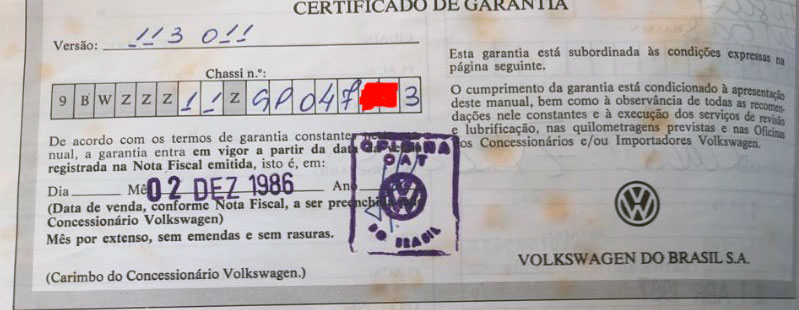 CERTIFICADO DE GARANTIA
Versão: 113 011
Chassi n.º:
9 B W Z Z Z 1 1 Z G P 0 4 7 3
De acordo com os termos de garantia constantes
nual, a garantia entra em vigor a partir da data
registrada na Nota Fiscal emitida, isto é, em:
Dia Mê 02 DEZ 1986 An
(Data de venda, conforme Nota Fiscal, a ser preenchida
Concessionário Volkswagen)
Mês por extenso, sem emendas e sem rasuras.
(Carimbo do Concessionário Volkswagen.)
DO BRASIL
Esta garantia está subordinada às condições expressas na
página seguinte.
O cumprimento da garantia está condicionado à apresentação
deste manual, bem como à observância de todas as recomen-
dações nele constantes e à execução dos serviços de revisão
e lubrificação, nas quilometragens previstas e nas Oficinas
dos Concessionários e/ou Importadores Volkswagen.
VOLKSWAGEN DO BRASIL S.A.